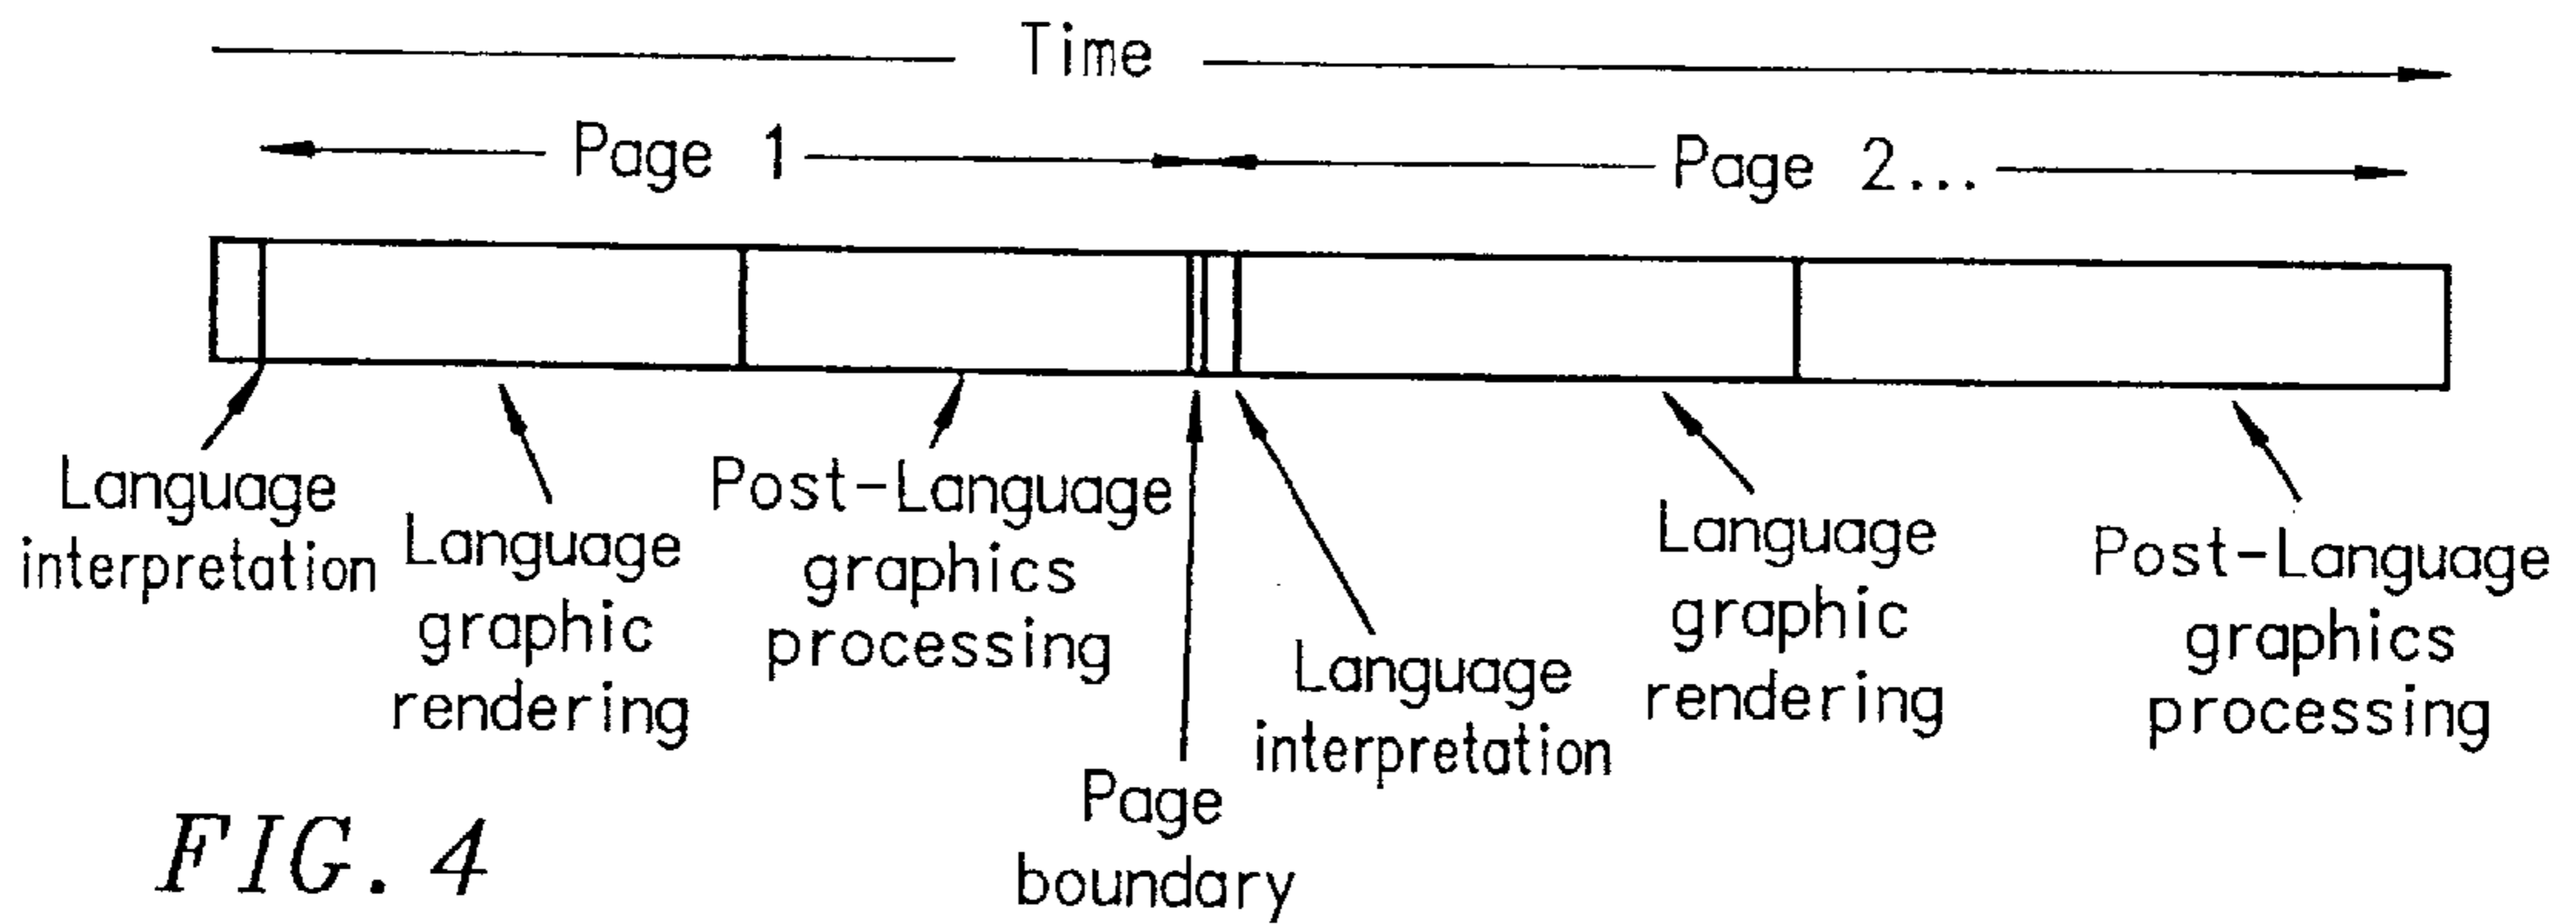 Time
Page 1
Page 2...
Language
interpretation
Language
graphic
rendering
Post-Language
graphics
processing
Page
boundary
Language
interpretation
Language
graphic
rendering
Post-Language
graphics
processing
FIG. 4